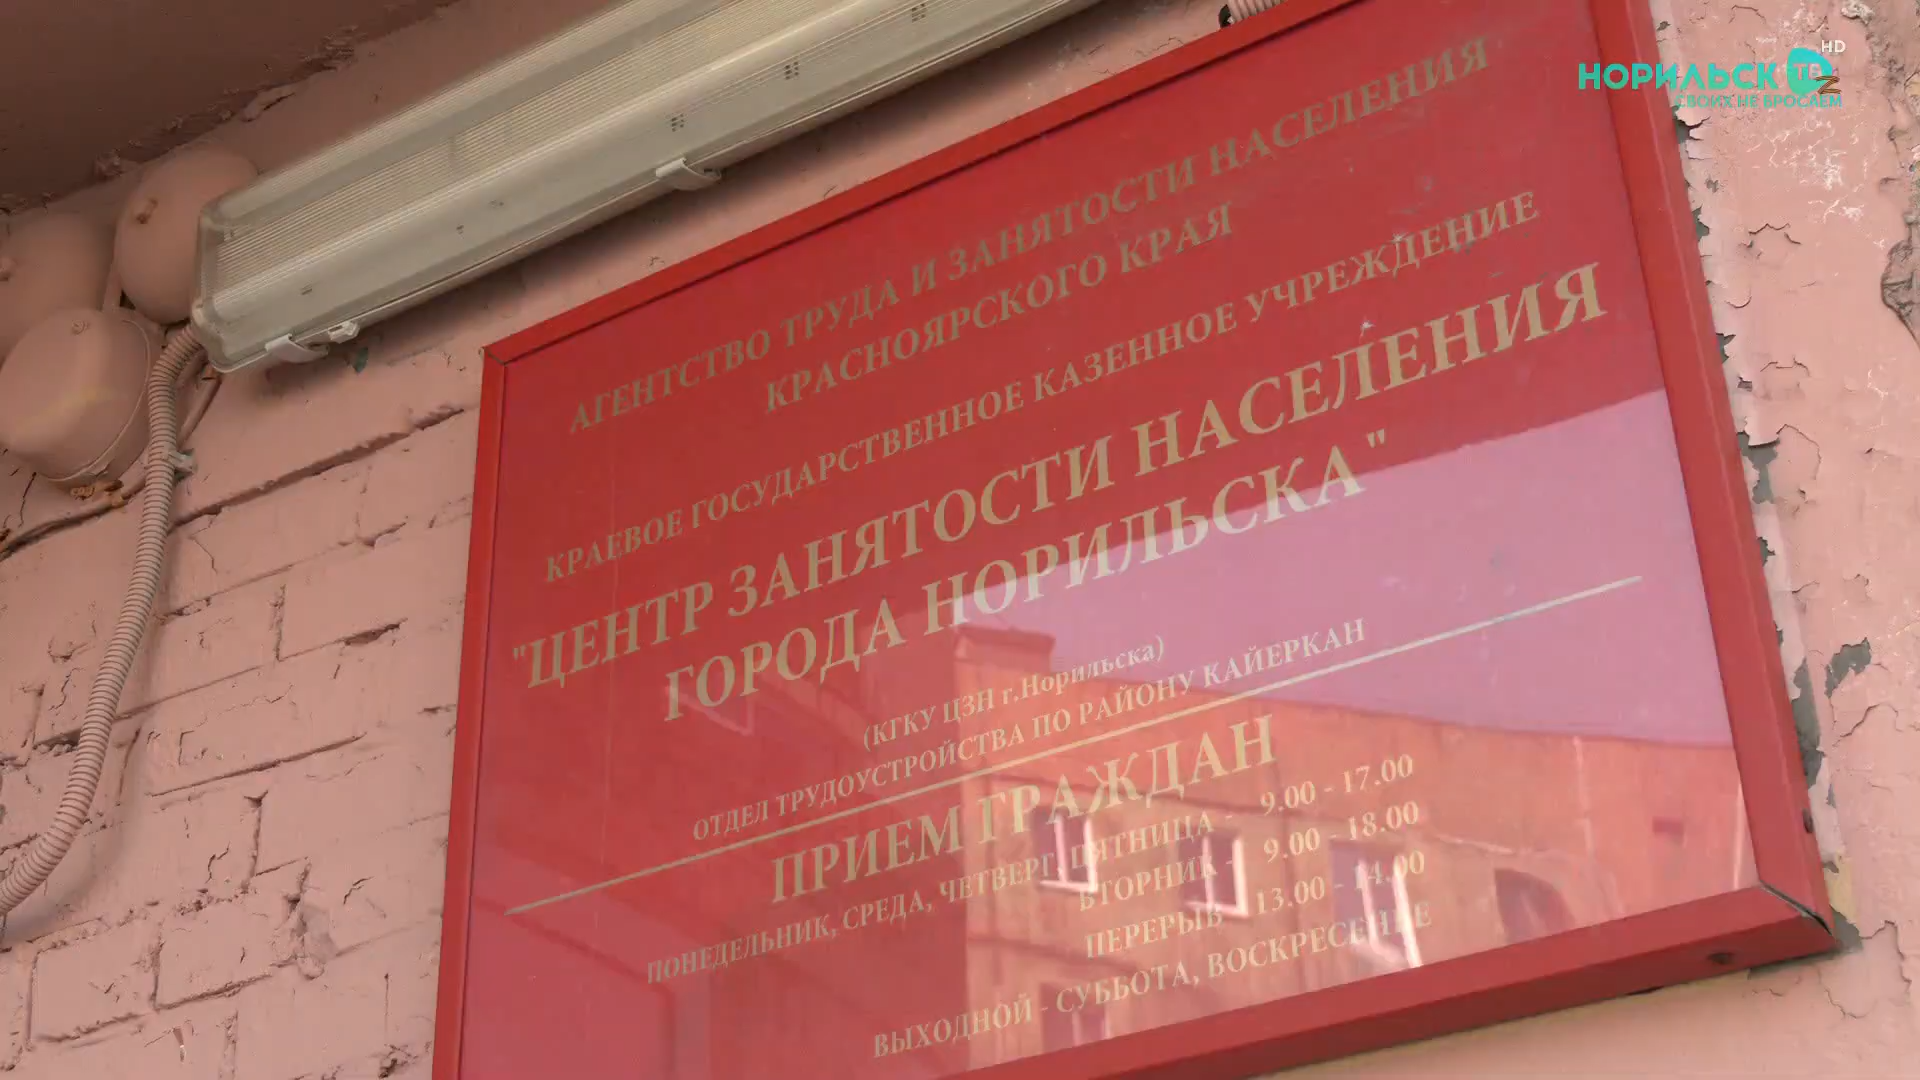 HD
НОРИЛЬСК ТВ
СВОИХ НЕ БРОСАЕМ
АГЕНТСТВО ТРУДА И ЗАНЯТОСТИ НАСЕЛЕНИЯ
КРАСНОЯРСКОГО КРАЯ
КРАЕВОЕ ГОСУДАРСТВЕННОЕ КАЗЕННОЕ УЧРЕЖДЕНИЕ
"ЦЕНТР ЗАНЯТОСТИ НАСЕЛЕНИЯ
ГОРОДА НОРИЛЬСКА"
(КГКУ ЦЗН г.Норильска)
ОТДЕЛ ТРУДОУСТРОЙСТВА ПО РАЙОНУ КАЙЕРКАН
ПРИЕМ ГРАЖДАН
ПОНЕДЕЛЬНИК, СРЕДА, ЧЕТВЕРГ, ПЯТНИЦА - 9.00 - 17.00
ВТОРНИК - 9.00 - 18.00
ПЕРЕРЫВ - 13.00 - 14.00
ВЫХОДНОЙ - СУББОТА, ВОСКРЕСЕНЬЕ